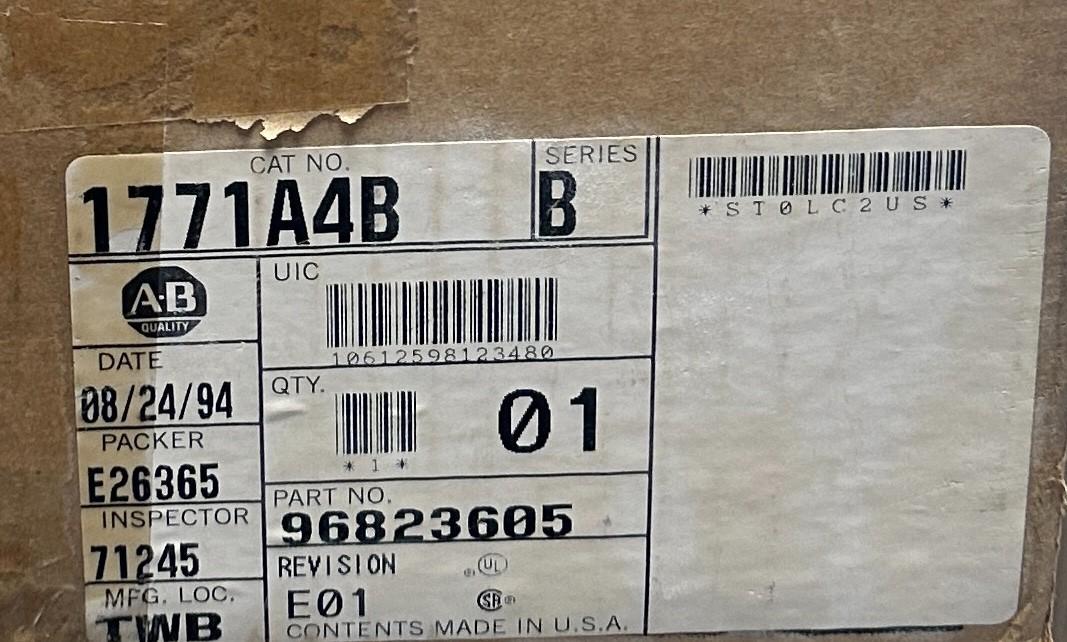 CAT NO.
1771A4B
SERIES
B
*ST0LC2US*
A·B
QUALITY
UIC
10612598123480
DATE
08/24/94
QTY.
01
*1*
PACKER
E26365
PART NO.
96823605
INSPECTOR
71245
REVISION
E01
UL
SA
MFG. LOC.
TWB
CONTENTS MADE IN U.S.A.